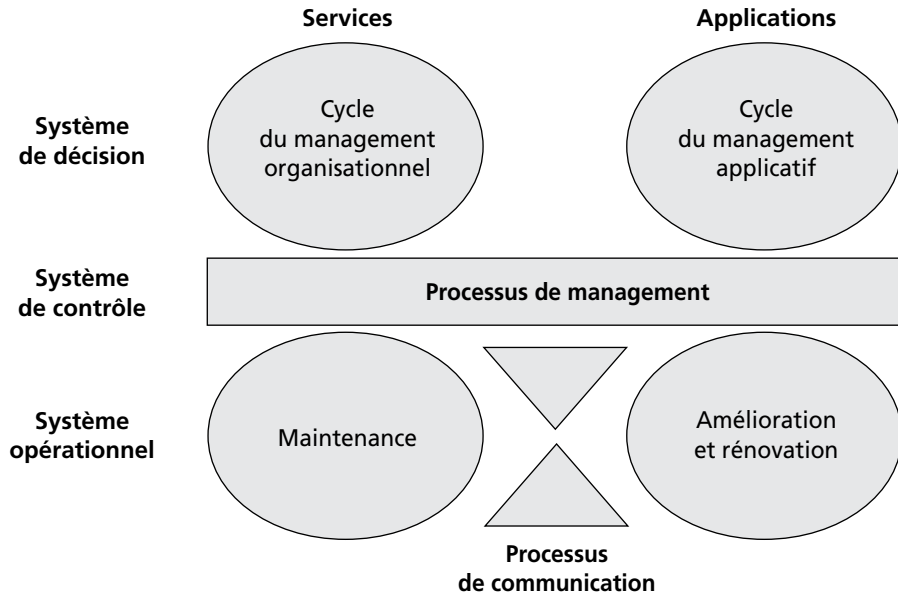 Services
Applications
Système
de décision
Cycle
du management
organisationnel
Cycle
du management
applicatif
Système
de contrôle
Processus de management
Système
opérationnel
Maintenance
Amélioration
et rénovation
Processus
de communication